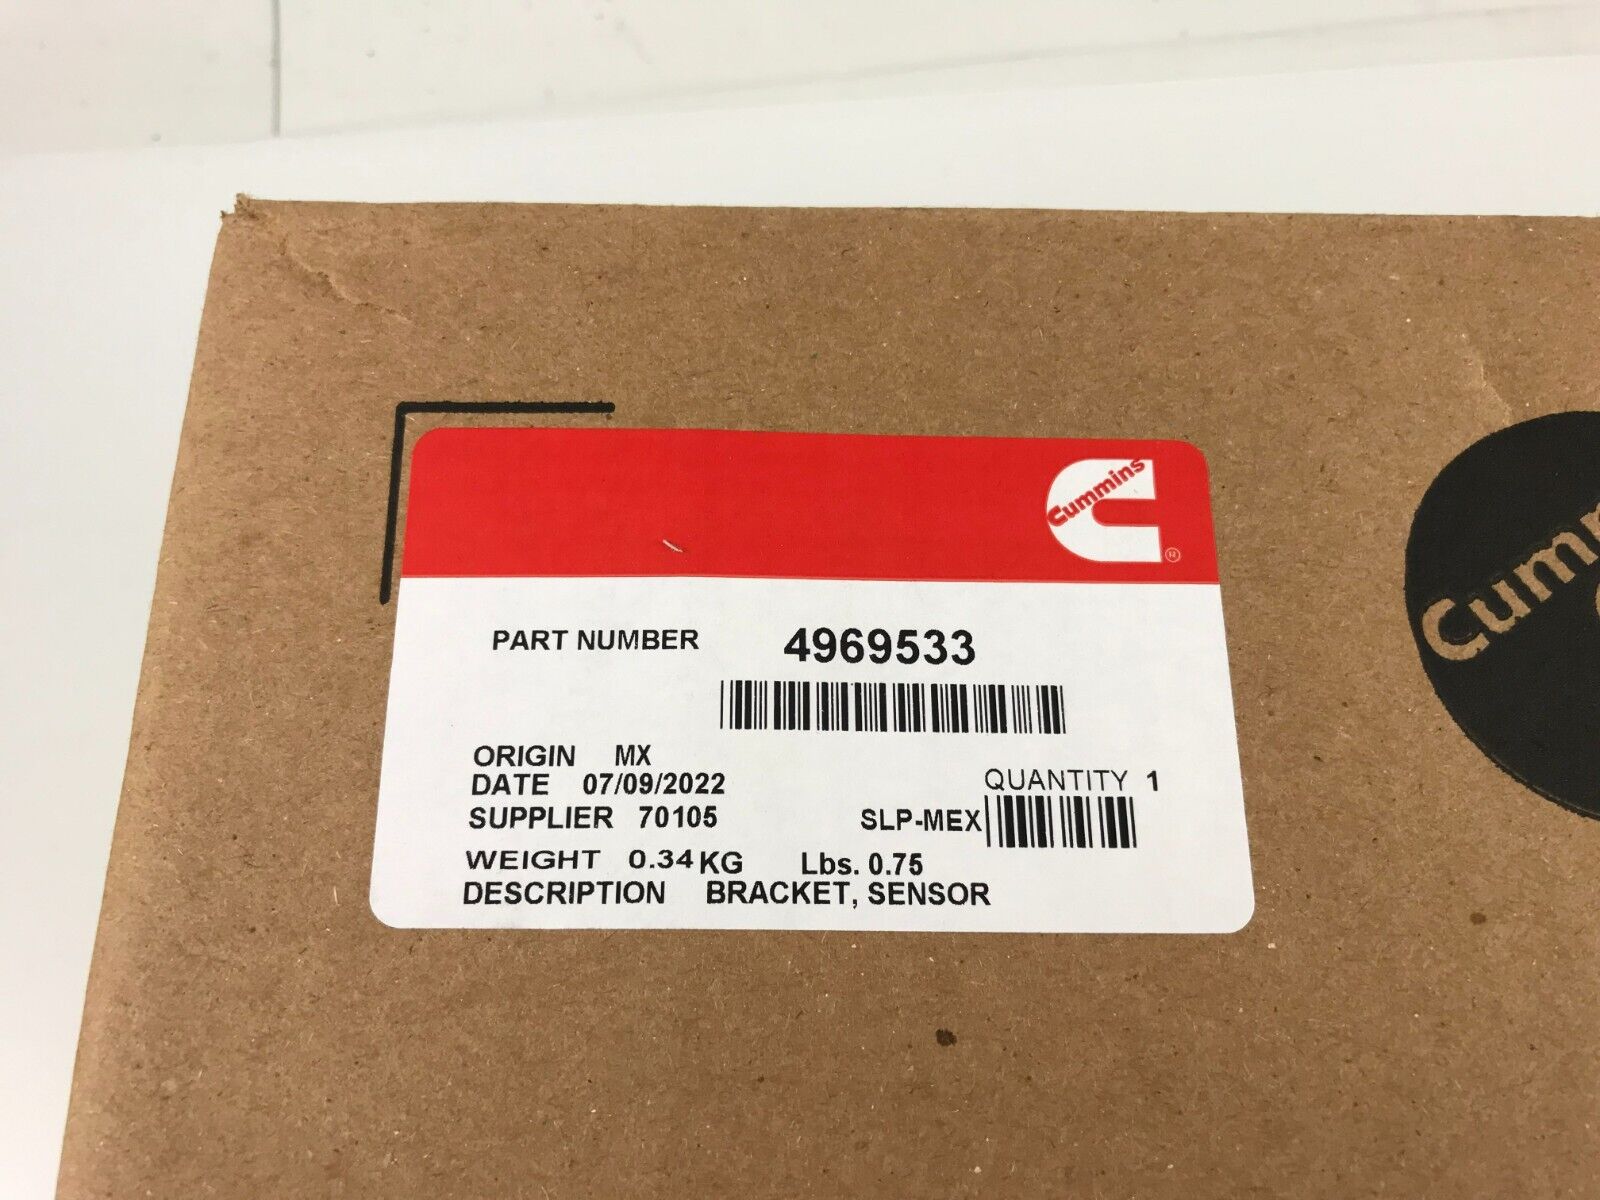 Cummins
®
PART NUMBER 4969533
ORIGIN MX
DATE 07/09/2022
QUANTITY 1
SUPPLIER 70105
SLP-MEX
WEIGHT 0.34 KG Lbs. 0.75
DESCRIPTION BRACKET, SENSOR